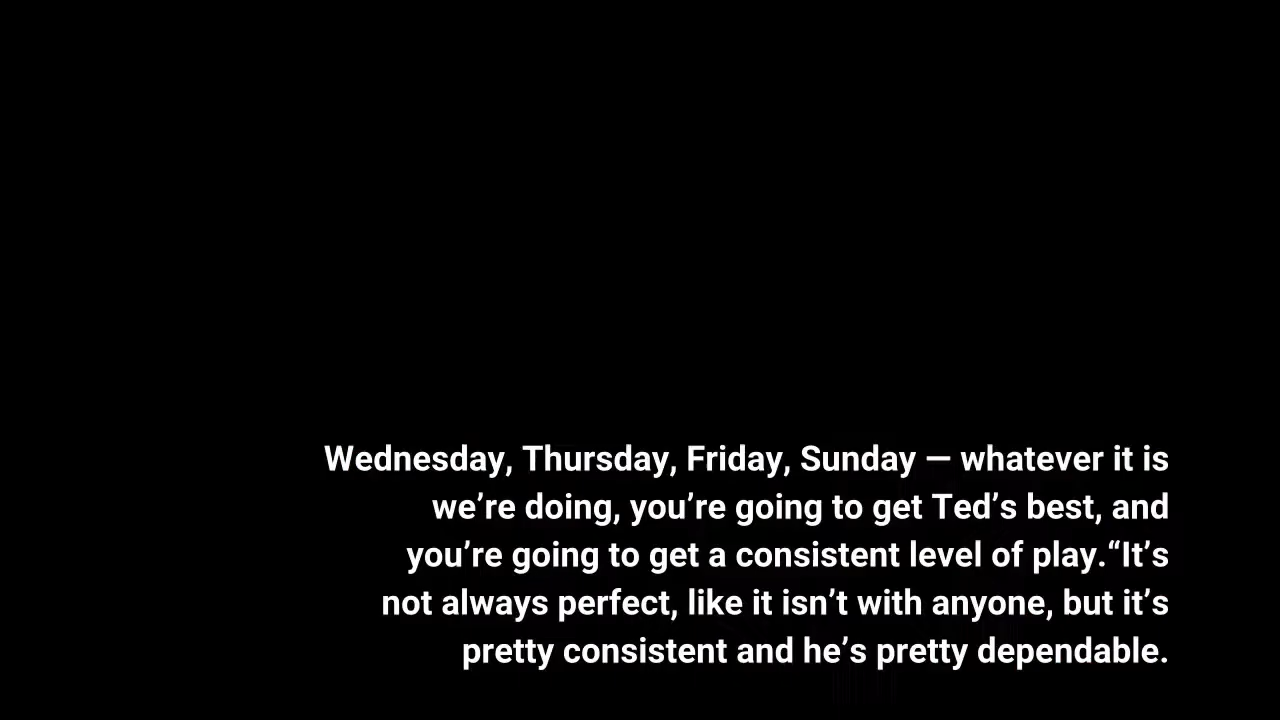 Wednesday, Thursday, Friday, Sunday — whatever it is
we’re doing, you’re going to get Ted’s best, and
you’re going to get a consistent level of play.“It’s
not always perfect, like it isn’t with anyone, but it’s
pretty consistent and he’s pretty dependable.